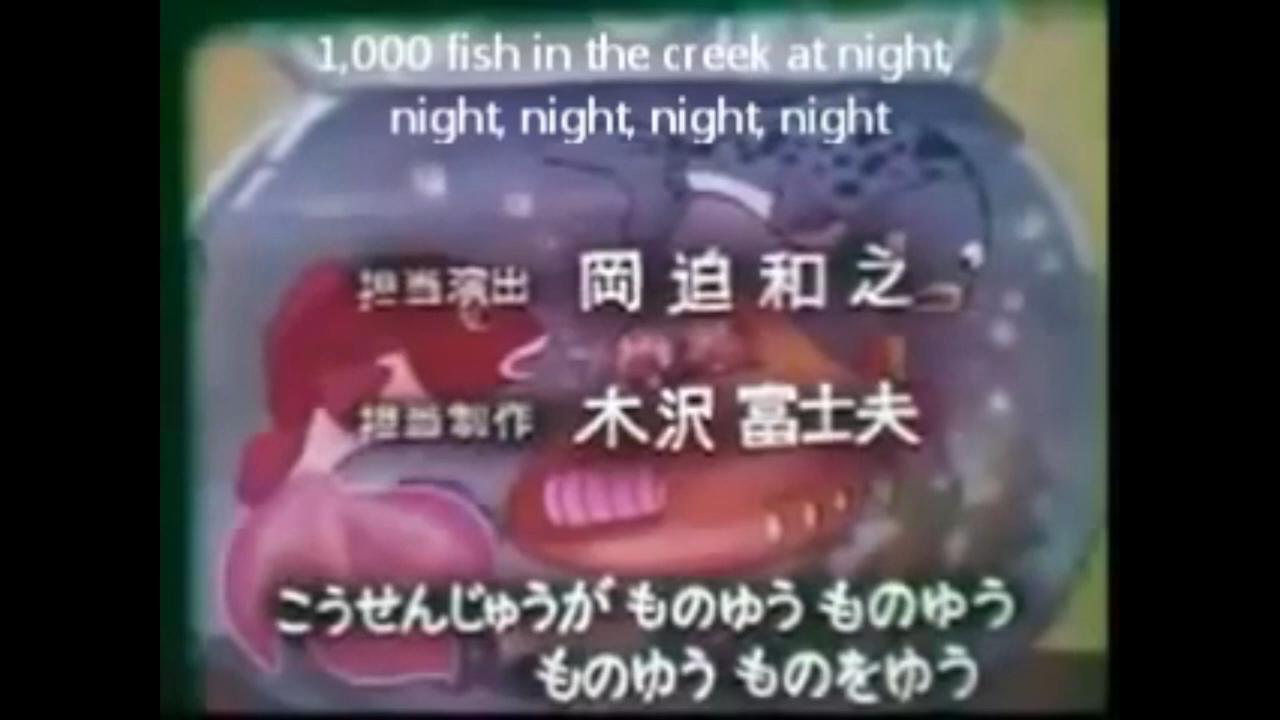 1,000 fish in the creek at night,
night, night, night, night
担当演出 岡迫和之
担当制作 木沢富士夫
こうせんじゅうが ものゆう ものゆう
ものゆう ものをゆう